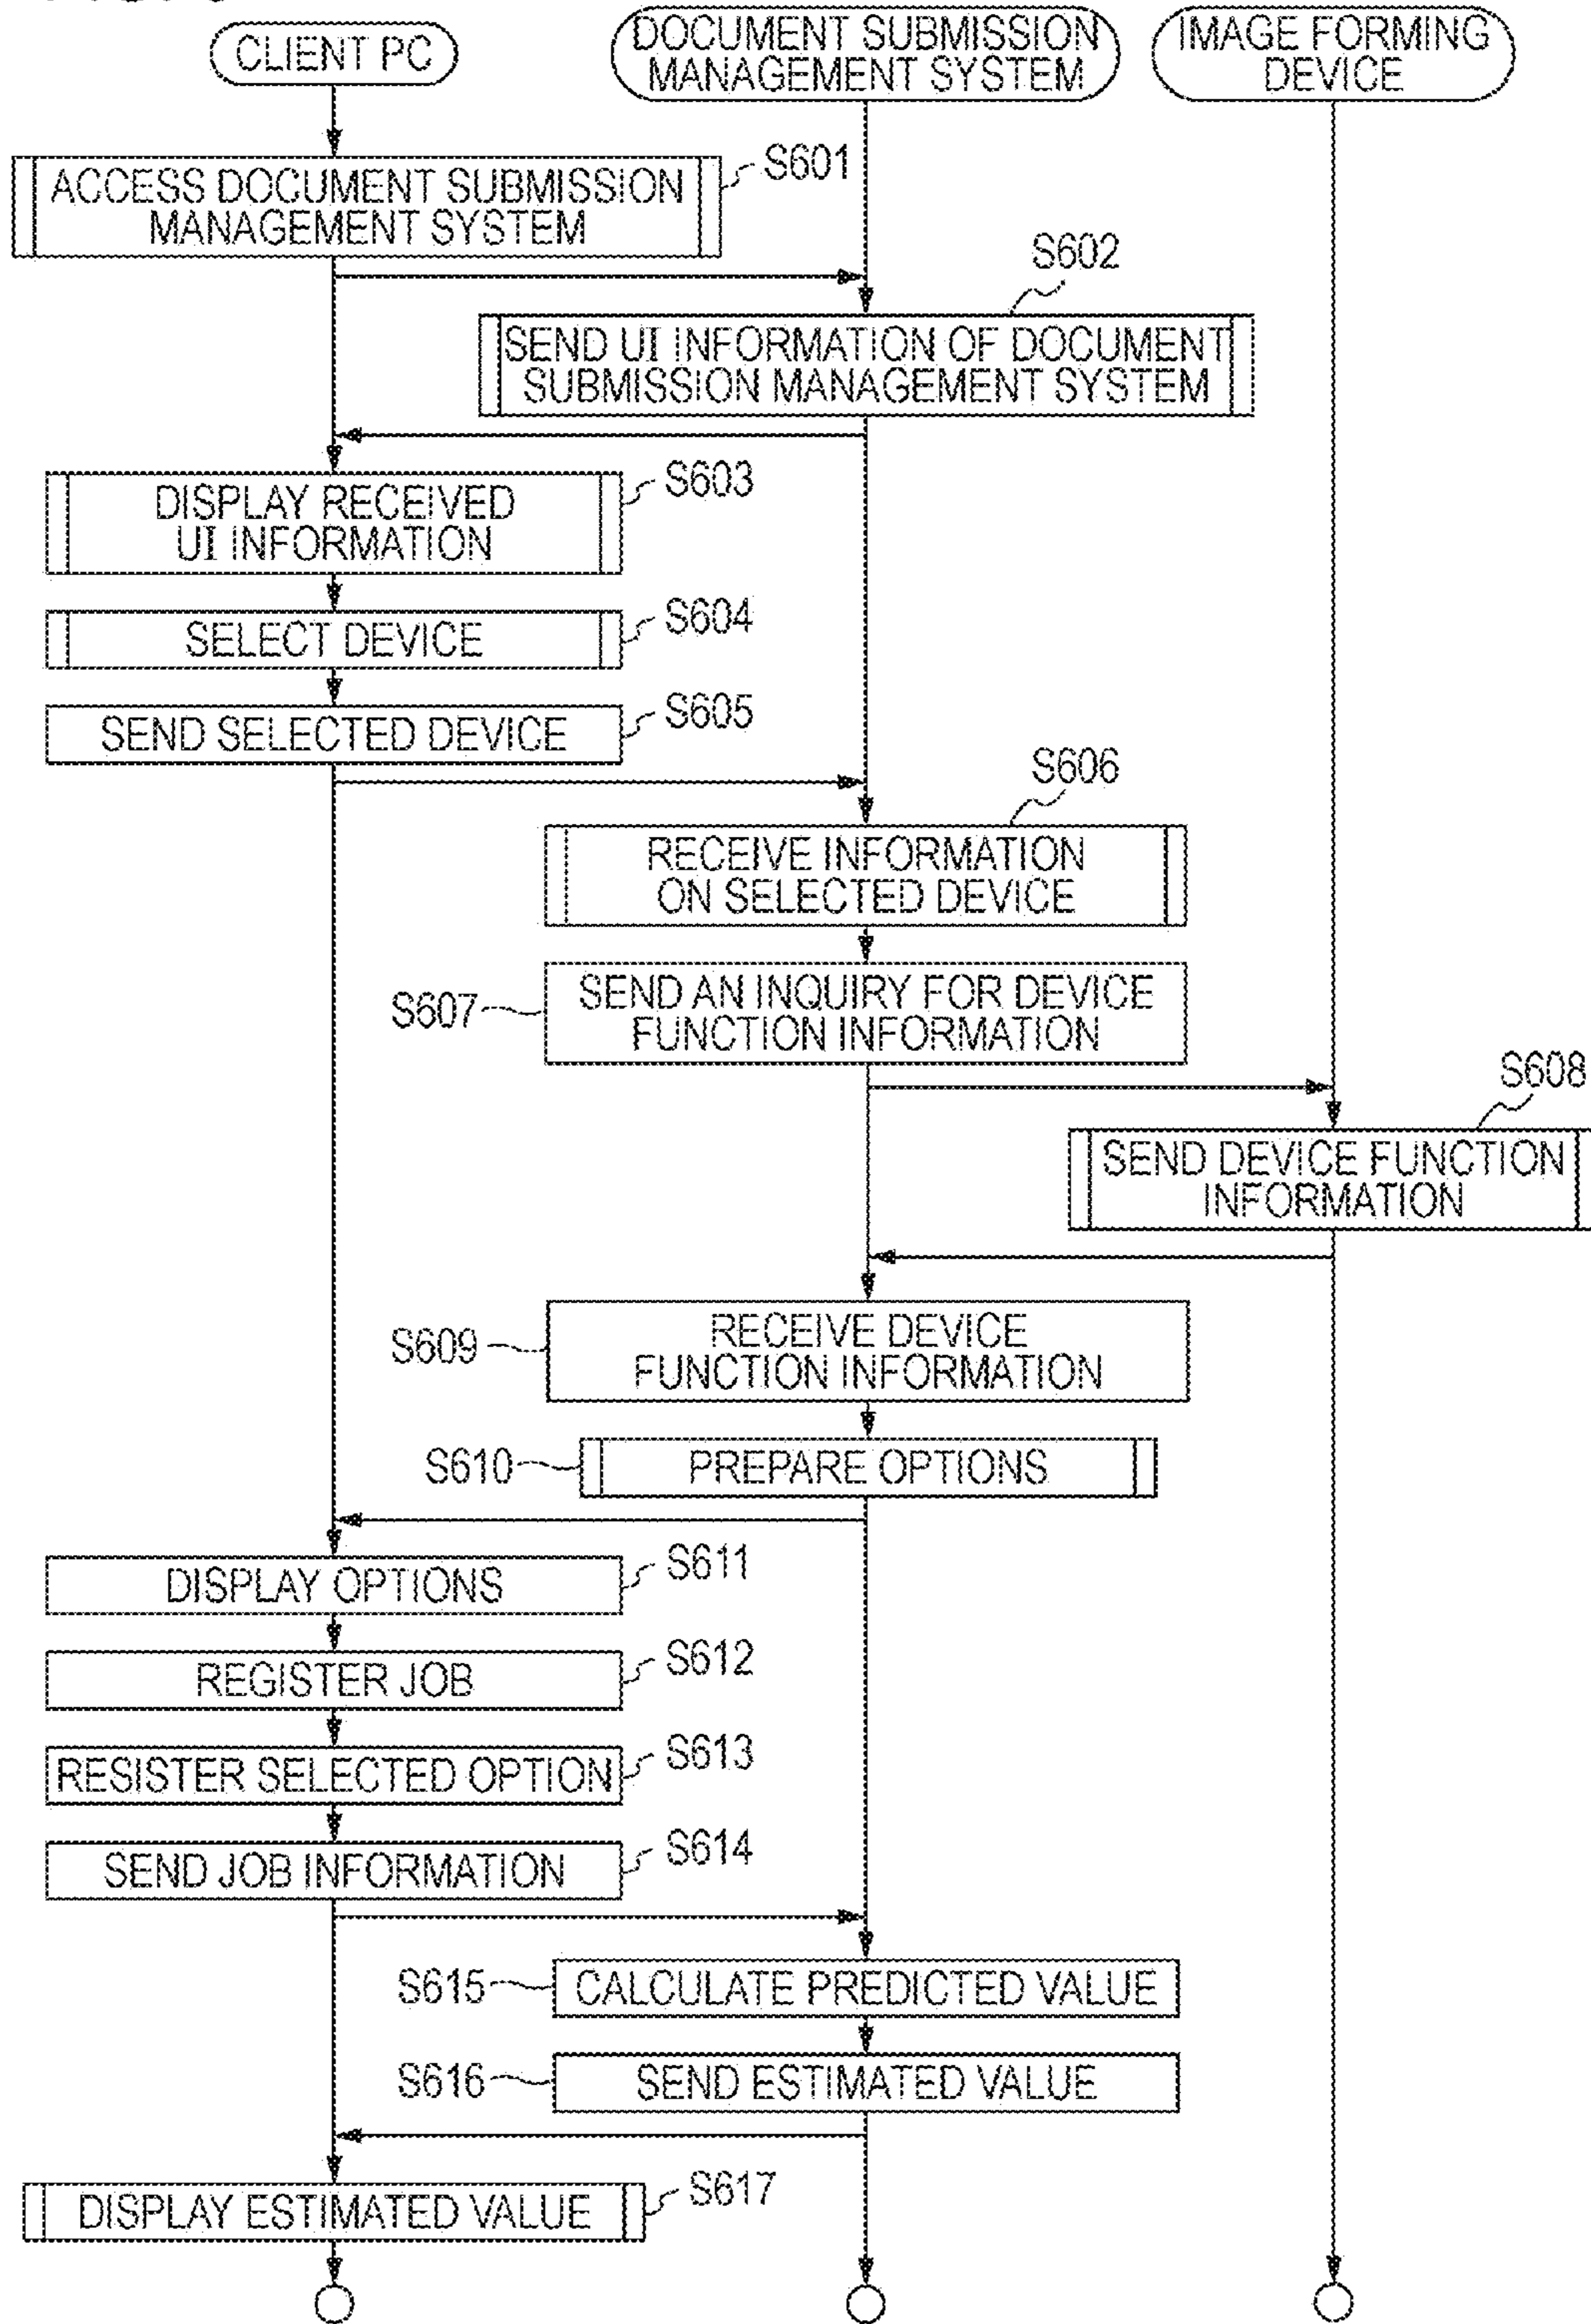 CLIENT PC
DOCUMENT SUBMISSION
MANAGEMENT SYSTEM
IMAGE FORMING
DEVICE
ACCESS DOCUMENT SUBMISSION
MANAGEMENT SYSTEM
S601
S602
SEND UI INFORMATION OF DOCUMENT
SUBMISSION MANAGEMENT SYSTEM
DISPLAY RECEIVED
UI INFORMATION
S603
SELECT DEVICE
S604
SEND SELECTED DEVICE
S605
S606
RECEIVE INFORMATION
ON SELECTED DEVICE
S607
SEND AN INQUIRY FOR DEVICE
FUNCTION INFORMATION
S608
SEND DEVICE FUNCTION
INFORMATION
S609
RECEIVE DEVICE
FUNCTION INFORMATION
S610
PREPARE OPTIONS
DISPLAY OPTIONS
S611
REGISTER JOB
S612
RESISTER SELECTED OPTION
S613
SEND JOB INFORMATION
S614
S615
CALCULATE PREDICTED VALUE
S616
SEND ESTIMATED VALUE
DISPLAY ESTIMATED VALUE
S617